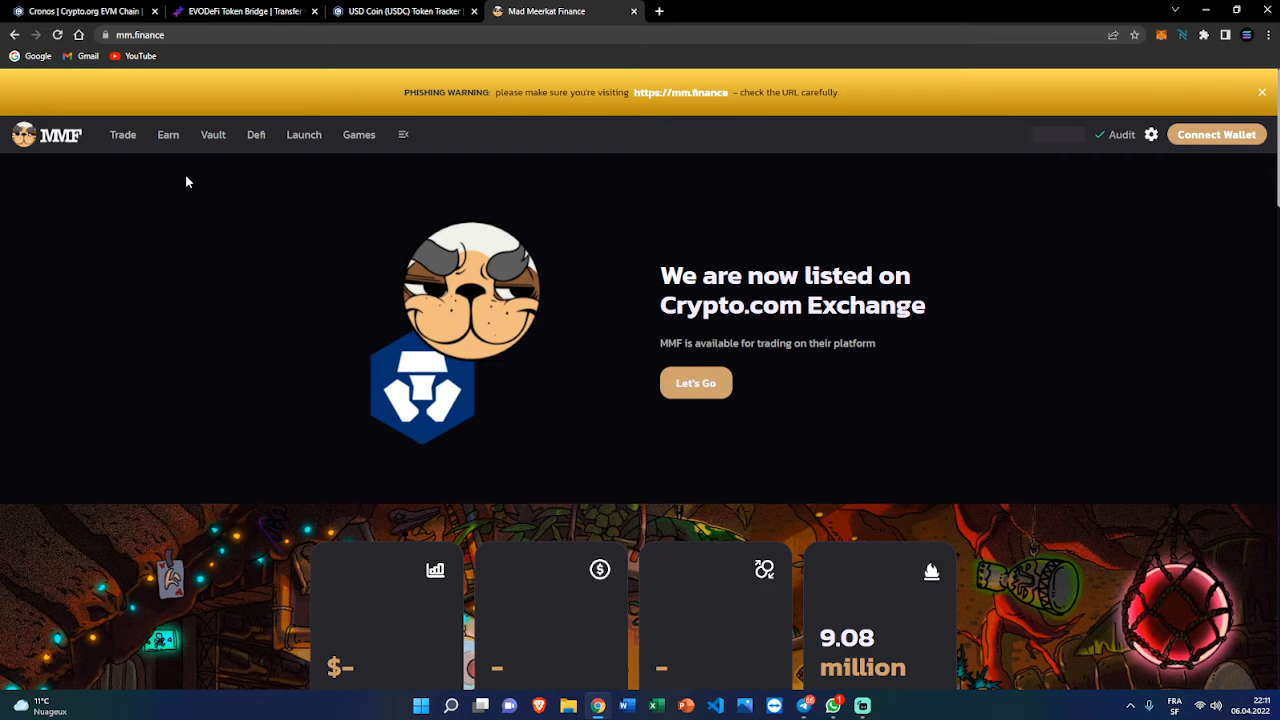 Cronos | Crypto.org EVM Chain |
EVODeFi Token Bridge | Transfer
USD Coin (USDC) Token Tracker
Mad Meerkat Finance
mm.finance
Google
Gmail
YouTube
PHISHING WARNING: please make sure you're visiting https://mm.finance – check the URL carefully.
MMF
Trade
Earn
Vault
Defi
Launch
Games
Audit
Connect Wallet
We are now listed on
Crypto.com Exchange
MMF is available for trading on their platform
Let's Go
$-
-
-
9.08
million
11°C
Nuageux
66
1
FRA
SF
22:11
06.04.2022